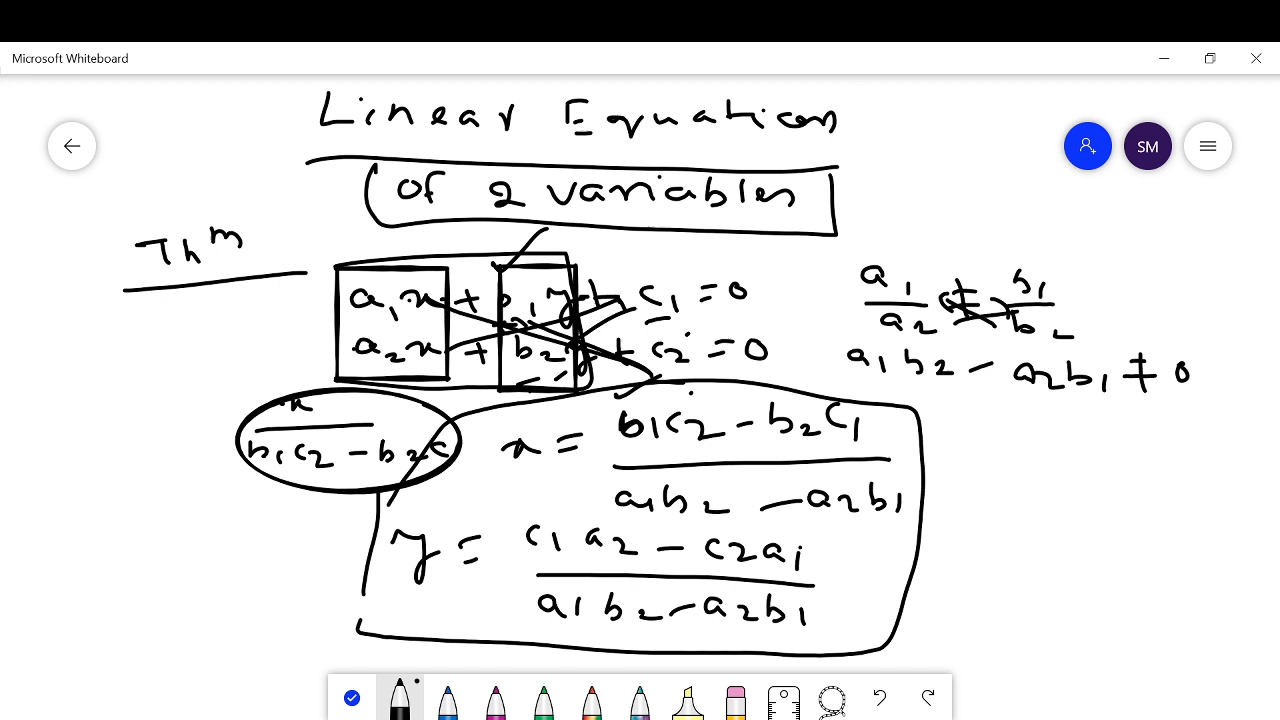 Microsoft Whiteboard
SM
Linear Equation
of 2 variables
Thm
a1x + b1y + c1 = 0
a2x + b2y + c2 = 0
a1/a2 ≠ b1/b2
a1b2 - a2b1 ≠ 0
x/b1c2 - b2c
x = b1c2 - b2c1 / a1b2 - a2b1
y = c1a2 - c2a1 / a1b2 - a2b1